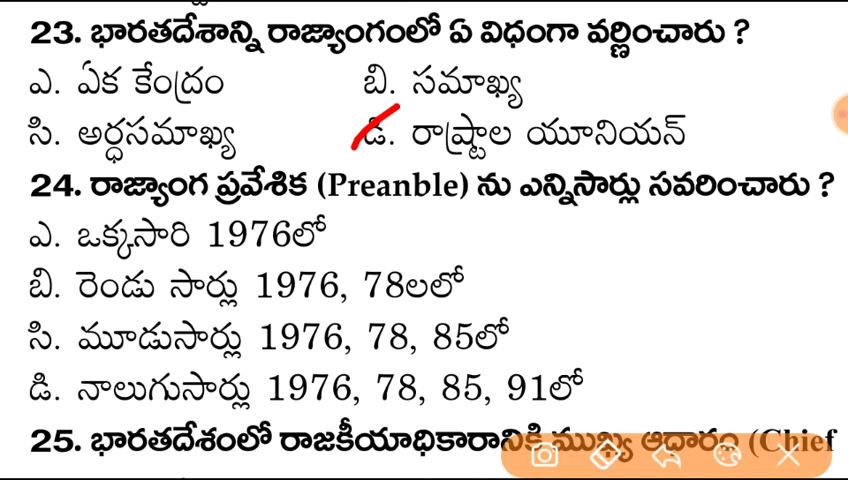 23. భారతదేశాన్ని రాజ్యాంగంలో ఏ విధంగా వర్ణించారు ?
ఎ. ఏక కేంద్రం బి. సమాఖ్య
సి. అర్ధసమాఖ్య డి. రాష్ట్రాల యూనియన్
24. రాజ్యాంగ ప్రవేశిక (Preanble) ను ఎన్నిసార్లు సవరించారు ?
ఎ. ఒక్కసారి 1976లో
బి. రెండు సార్లు 1976, 78లలో
సి. మూడుసార్లు 1976, 78, 85లో
డి. నాలుగుసార్లు 1976, 78, 85, 91లో
25. భారతదేశంలో రాజకీయాధికారానికి ముఖ్య ఆధారం (Chief